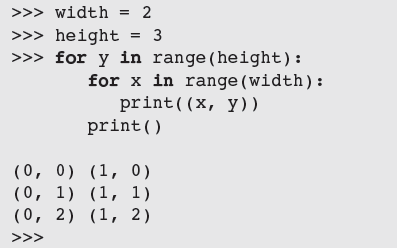 >>> width = 2
>>> height = 3
>>> for y in range(height):
        for x in range(width):
           print((x, y))
        print()

(0, 0) (1, 0)
(0, 1) (1, 1)
(0, 2) (1, 2)
>>>